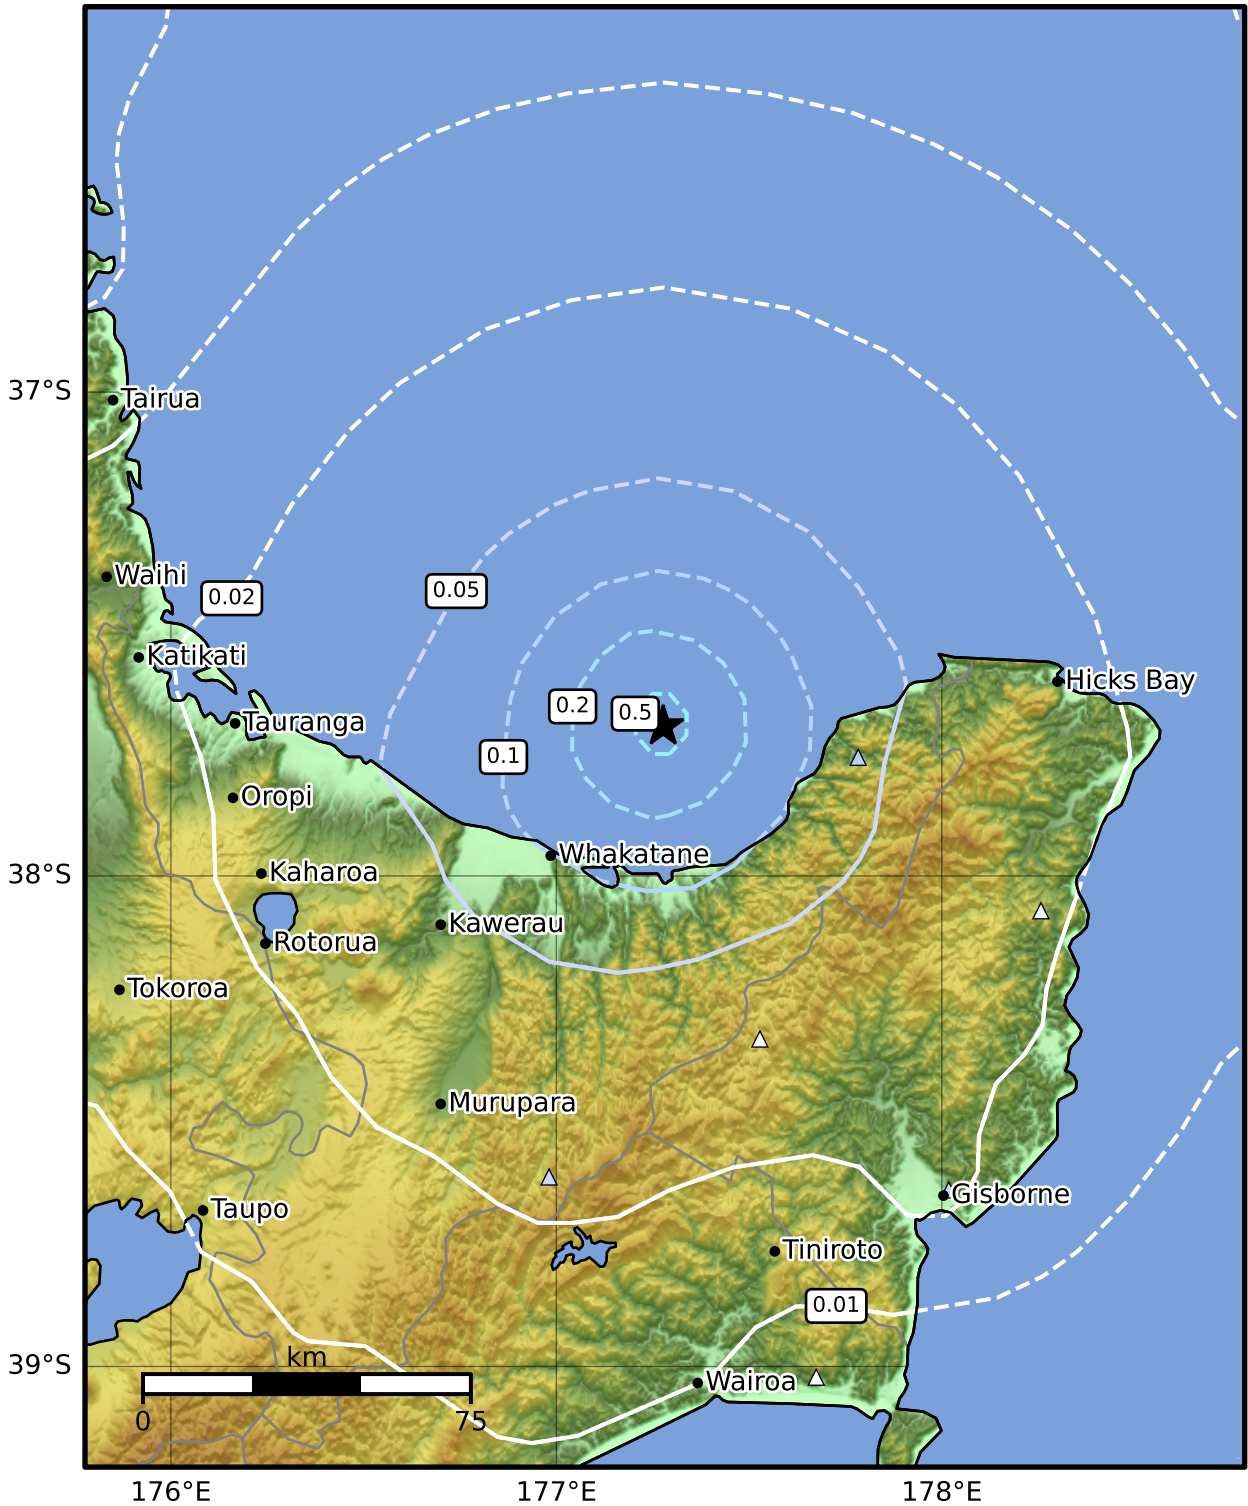 37°S
Tairua
Waihi
0.02
0.05
Katikati
Hicks Bay
0.2
0.5
Tauranga
0.1
Oropi
Whakatane
38°S
Kaharoa
Kawerau
Rotorua
Tokoroa
Murupara
Gisborne
Taupo
Tiniroto
0.01
km
39°S
Wairoa
0
75
176°E
177°E
178°E